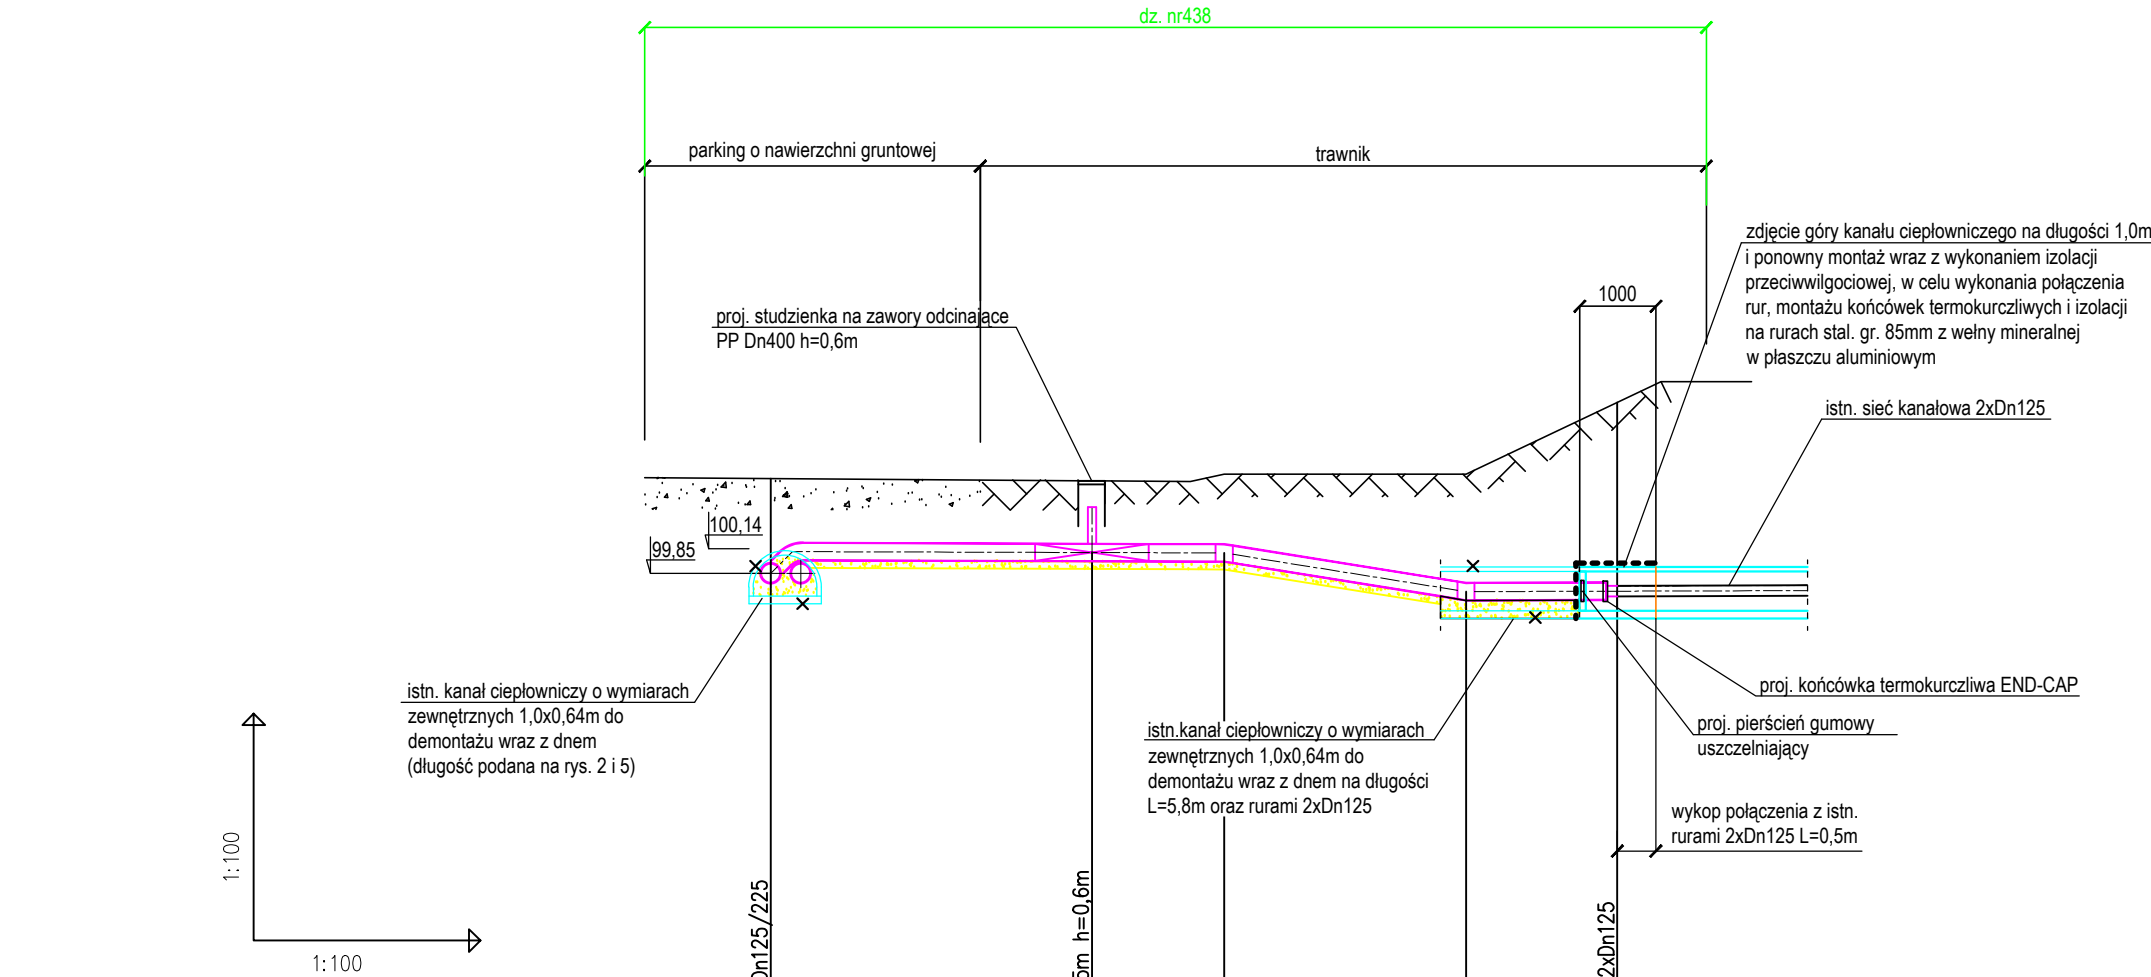 dz. nr438
parking o nawierzchni gruntowej
trawnik
zdjęcie góry kanału ciepłowniczego na długości 1,0m
i ponowny montaż wraz z wykonaniem izolacji
przeciwwilgociowej, w celu wykonania połączenia
rur, montażu końcówek termokurczliwych i izolacji
na rurach stal. gr. 85mm z wełny mineralnej
w płaszczu aluminiowym
1000
proj. studzienka na zawory odcinające
PP Dn400 h=0,6m
istn. sieć kanałowa 2xDn125
100,14
99,85
istn. kanał ciepłowniczy o wymiarach
zewnętrznych 1,0x0,64m do
demontażu wraz z dnem
(długość podana na rys. 2 i 5)
istn.kanał ciepłowniczy o wymiarach
zewnętrznych 1,0x0,64m do
demontażu wraz z dnem na długości
L=5,8m oraz rurami 2xDn125
proj. końcówka termokurczliwa END-CAP
proj. pierścień gumowy
uszczelniający
wykop połączenia z istn.
rurami 2xDn125 L=0,5m
1:100
1:100
Dn125/225
5m h=0,6m
2xDn125